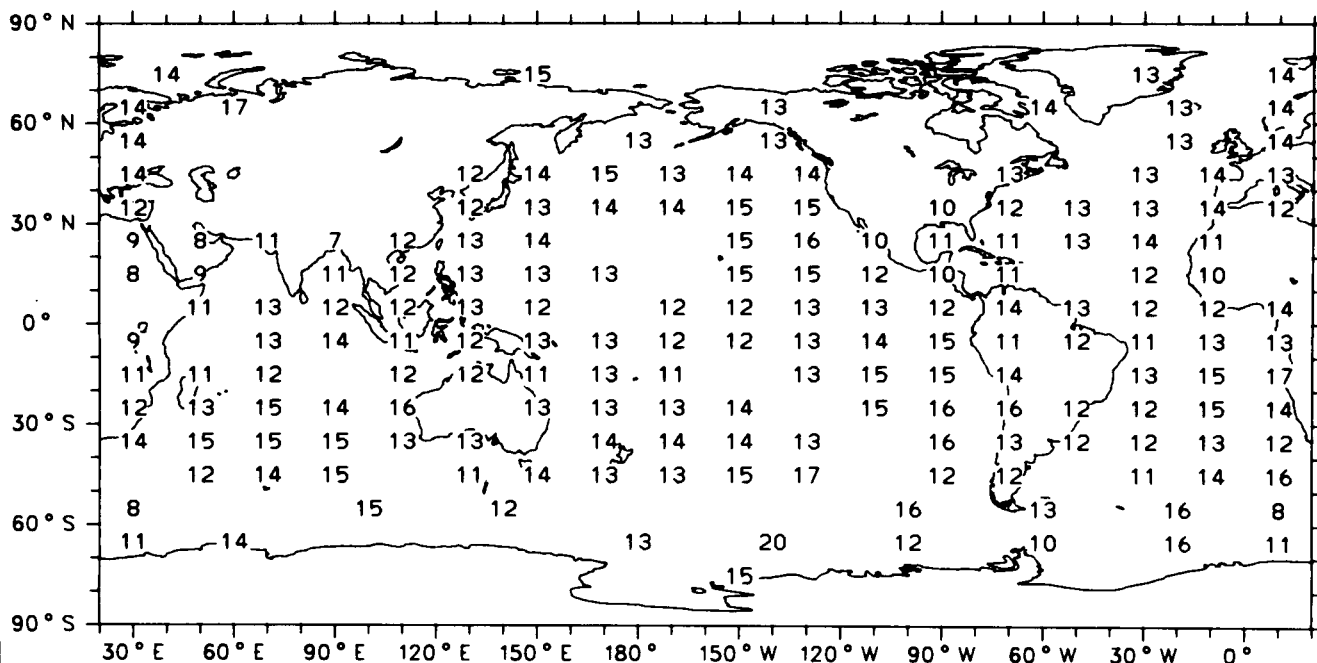 90° N
14 15 13 14
14 17 13 14 13 14
60° N
14 13 13 13 14
14 12 14 15 13 14 14 13 13 14 13
12 12 13 14 14 15 15 10 12 13 13 14 12
30° N
9 8 11 7 12 13 14 15 16 10 11 11 13 14 11
8 9 11 12 13 13 13 15 15 12 10 11 12 10
11 13 12 12 13 12 12 12 13 13 12 14 13 12 12 14
0°
9 13 14 11 12 13 13 12 12 13 14 15 11 12 11 13 13
11 11 12 12 12 11 13 11 13 15 15 14 13 15 17
12 13 15 14 16 13 13 13 14 15 16 16 12 12 15 14
30° S
14 15 15 15 13 13 14 14 14 13 16 13 12 12 13 12
12 14 15 11 14 13 13 15 17 12 12 11 14 16
8 15 12 16 13 16 8
60° S
11 14 13 20 12 10 16 11
15
90° S
30° E 60° E 90° E 120° E 150° E 180° 150° W 120° W 90° W 60° W 30° W 0°